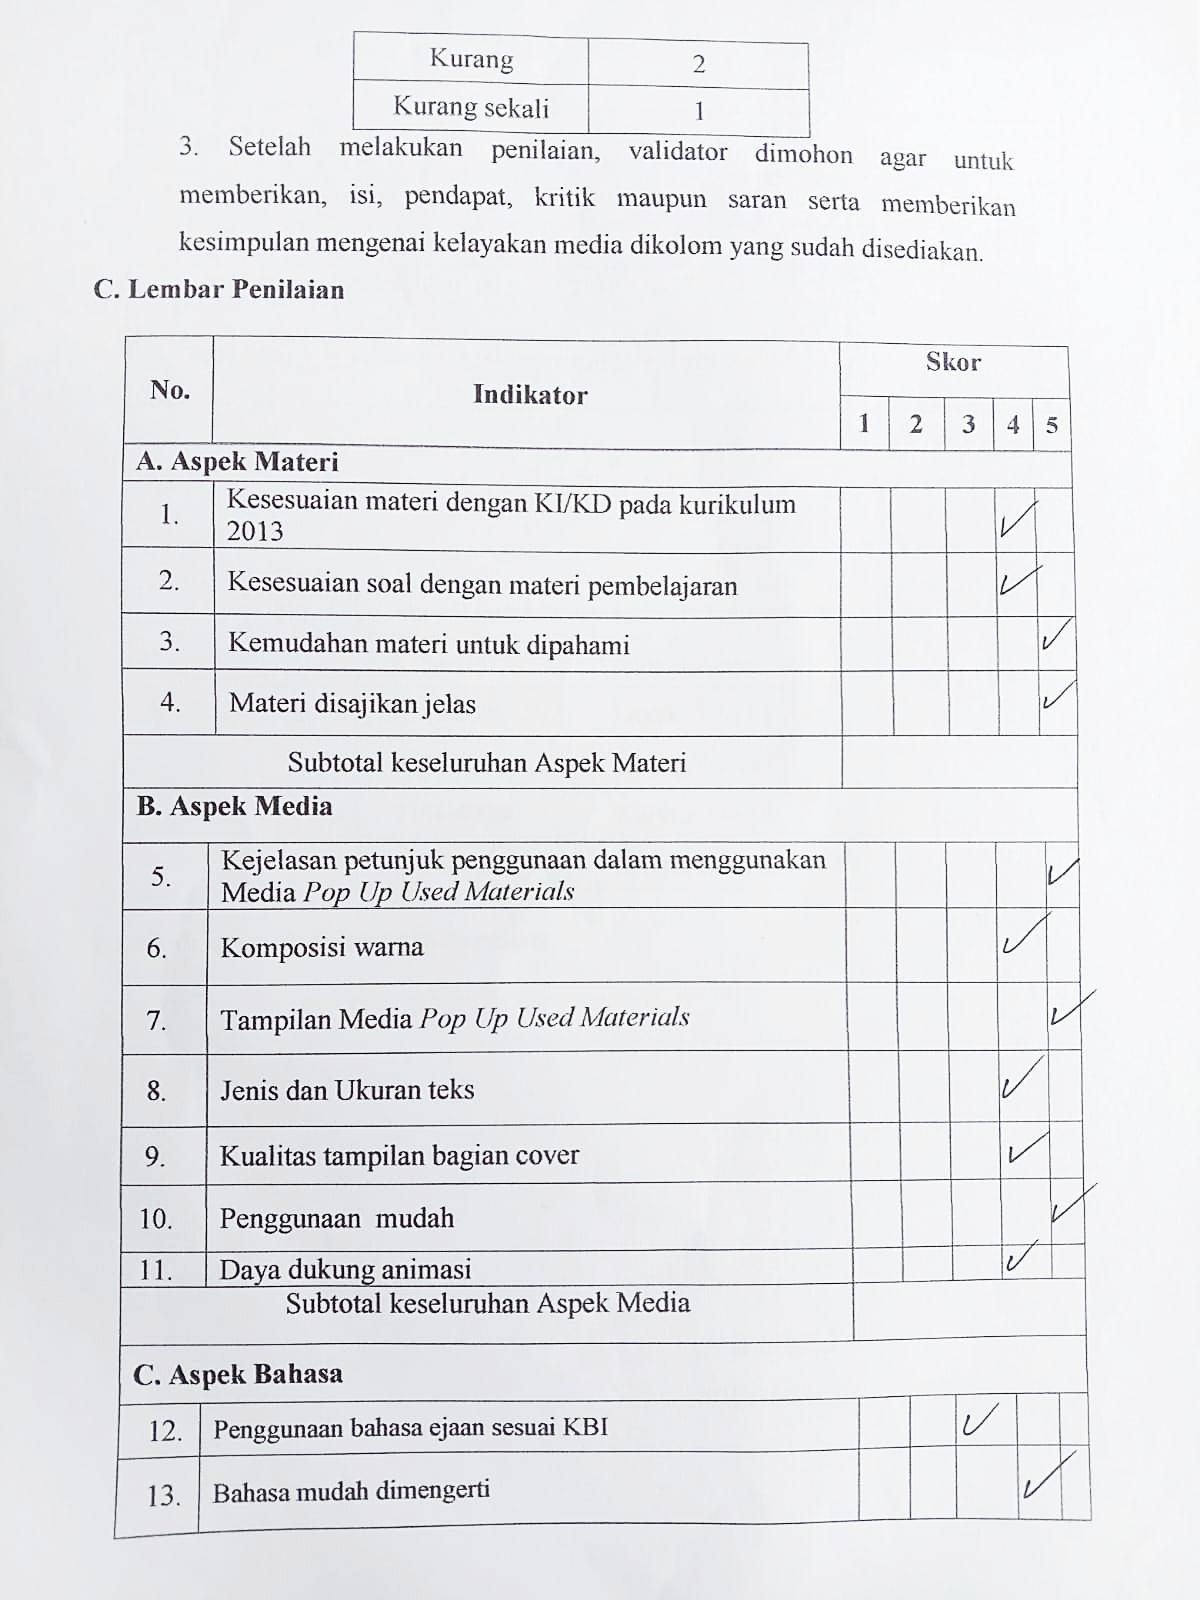 Kurang 2
Kurang sekali 1
3. Setelah melakukan penilaian, validator dimohon agar untuk
memberikan, isi, pendapat, kritik maupun saran serta memberikan
kesimpulan mengenai kelayakan media dikolom yang sudah disediakan.
C. Lembar Penilaian
No. Indikator Skor
1 2 3 4 5
A. Aspek Materi
1. Kesesuaian materi dengan KI/KD pada kurikulum
2013 ✓
2. Kesesuaian soal dengan materi pembelajaran ✓
3. Kemudahan materi untuk dipahami ✓
4. Materi disajikan jelas ✓
Subtotal keseluruhan Aspek Materi
B. Aspek Media
5. Kejelasan petunjuk penggunaan dalam menggunakan
Media Pop Up Used Materials ✓
6. Komposisi warna ✓
7. Tampilan Media Pop Up Used Materials ✓
8. Jenis dan Ukuran teks ✓
9. Kualitas tampilan bagian cover ✓
10. Penggunaan mudah ✓
11. Daya dukung animasi ✓
Subtotal keseluruhan Aspek Media
C. Aspek Bahasa
12. Penggunaan bahasa ejaan sesuai KBI ✓
13. Bahasa mudah dimengerti ✓